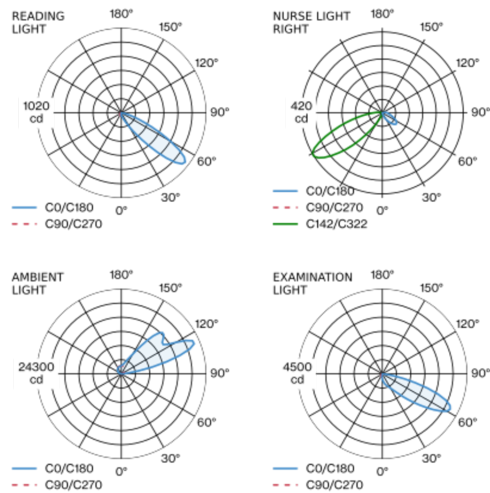 READING
LIGHT
180°
150°
120°
1020
cd
90°
60°
30°
0°
C0/C180
C90/C270
NURSE LIGHT
RIGHT
180°
150°
120°
420
cd
90°
60°
30°
0°
C0/C180
C90/C270
C142/C322
AMBIENT
LIGHT
180°
150°
120°
24300
cd
90°
60°
30°
0°
C0/C180
C90/C270
EXAMINATION
LIGHT
180°
150°
120°
4500
cd
90°
60°
30°
0°
C0/C180
C90/C270